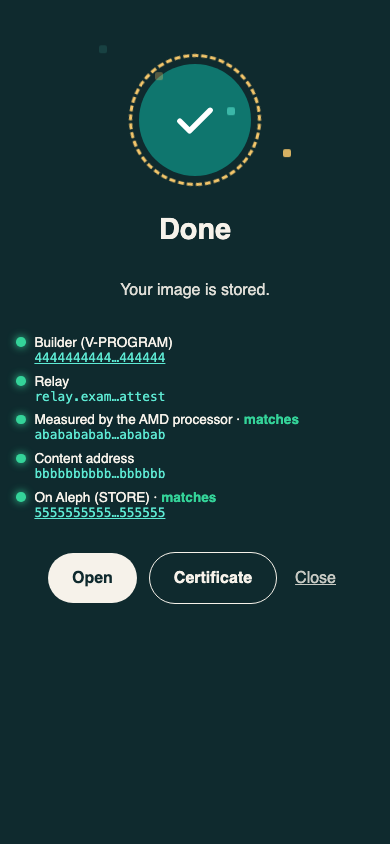 Done
Your image is stored.
Builder (V-PROGRAM)
4444444444…444444
Relay
relay.exam…attest
Measured by the AMD processor · matches
ababababab…ababab
Content address
bbbbbbbbbb…bbbbbb
On Aleph (STORE) · matches
5555555555…555555
Open
Certificate
Close